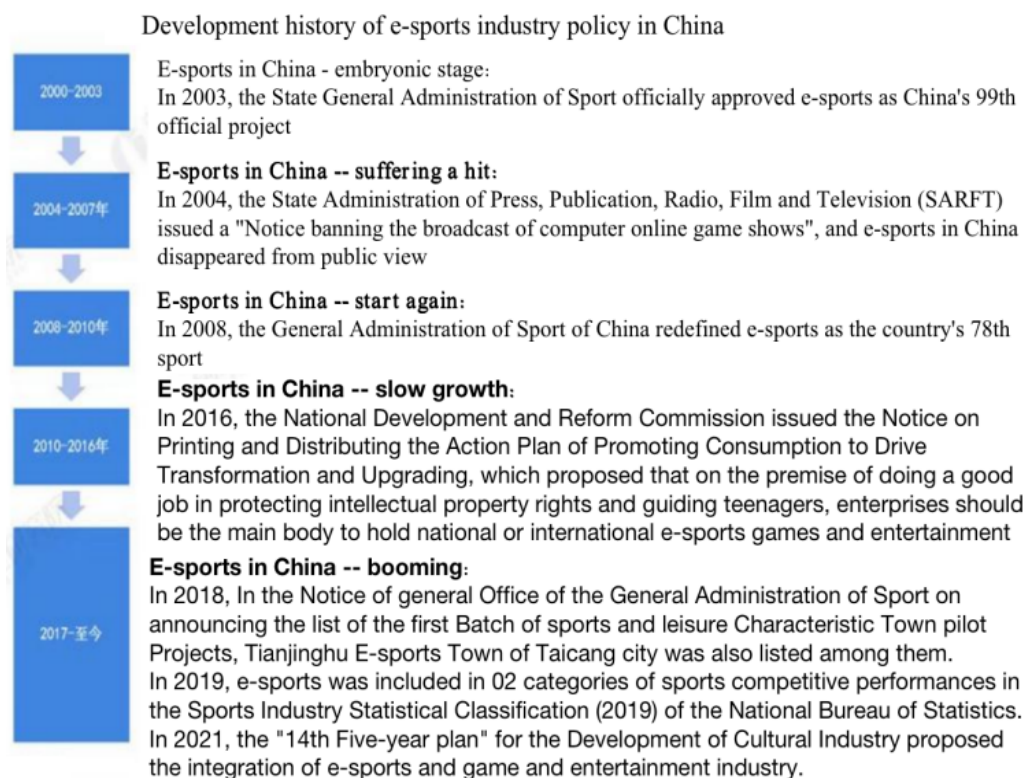 Development history of e-sports industry policy in China
2000-2003
E-sports in China - embryonic stage:
In 2003, the State General Administration of Sport officially approved e-sports as China's 99th
official project
2004-2007年
E-sports in China -- suffering a hit:
In 2004, the State Administration of Press, Publication, Radio, Film and Television (SARFT)
issued a "Notice banning the broadcast of computer online game shows", and e-sports in China
disappeared from public view
2008-2010年
E-sports in China -- start again:
In 2008, the General Administration of Sport of China redefined e-sports as the country's 78th
sport
2010-2016年
E-sports in China -- slow growth:
In 2016, the National Development and Reform Commission issued the Notice on
Printing and Distributing the Action Plan of Promoting Consumption to Drive
Transformation and Upgrading, which proposed that on the premise of doing a good
job in protecting intellectual property rights and guiding teenagers, enterprises should
be the main body to hold national or international e-sports games and entertainment
2017-至今
E-sports in China -- booming:
In 2018, In the Notice of general Office of the General Administration of Sport on
announcing the list of the first Batch of sports and leisure Characteristic Town pilot
Projects, Tianjinghu E-sports Town of Taicang city was also listed among them.
In 2019, e-sports was included in 02 categories of sports competitive performances in
the Sports Industry Statistical Classification (2019) of the National Bureau of Statistics.
In 2021, the "14th Five-year plan" for the Development of Cultural Industry proposed
the integration of e-sports and game and entertainment industry.